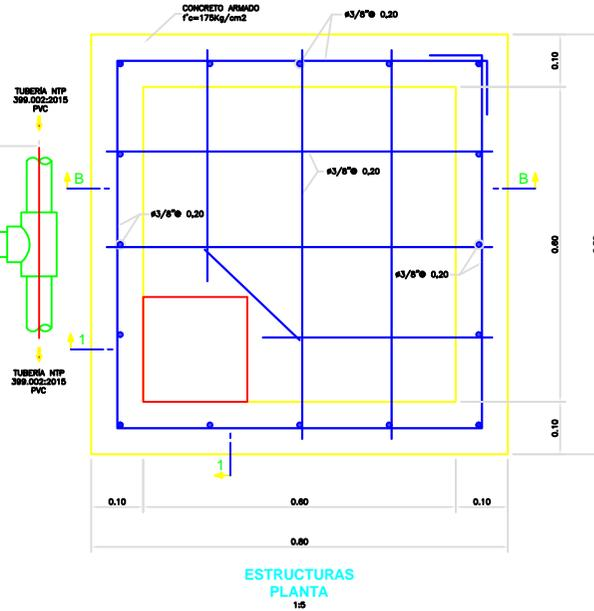 CONCRETO ARMADO
f'c=175Kg/cm2
ø3/8"@ 0,20
0.10
TUBERÍA NTP
399.002:2015
PVC
ø3/8"@ 0,20
B
B
ø3/8"@ 0,20
0.60
ø3/8"@ 0,20
1
TUBERÍA NTP
399.002:2015
PVC
0.10
1
0.10
0.60
0.10
0.80
ESTRUCTURAS
PLANTA
1:5